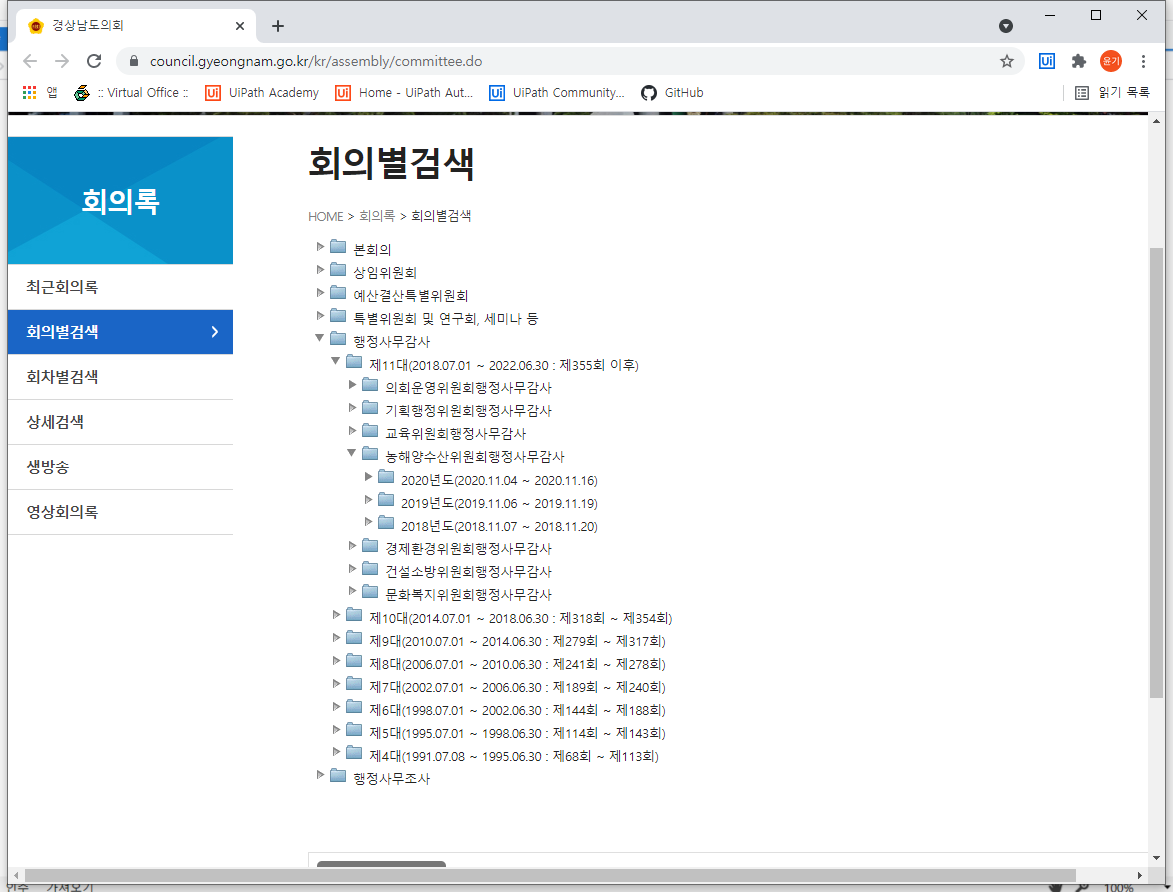 경상남도의회
council.gyeongnam.go.kr/kr/assembly/committee.do
Ui
윤기
앱
:: Virtual Office ::
Ui UiPath Academy
Ui Home - UiPath Aut...
Ui UiPath Community...
GitHub
읽기 목록
회의록
최근회의록
회의별검색
회차별검색
상세검색
생방송
영상회의록
회의별검색
HOME > 회의록 > 회의별검색
본회의
상임위원회
예산결산특별위원회
특별위원회 및 연구회, 세미나 등
행정사무감사
제11대(2018.07.01 ~ 2022.06.30 : 제355회 이후)
의회운영위원회행정사무감사
기획행정위원회행정사무감사
교육위원회행정사무감사
농해양수산위원회행정사무감사
2020년도(2020.11.04 ~ 2020.11.16)
2019년도(2019.11.06 ~ 2019.11.19)
2018년도(2018.11.07 ~ 2018.11.20)
경제환경위원회행정사무감사
건설소방위원회행정사무감사
문화복지위원회행정사무감사
제10대(2014.07.01 ~ 2018.06.30 : 제318회 ~ 제354회)
제9대(2010.07.01 ~ 2014.06.30 : 제279회 ~ 제317회)
제8대(2006.07.01 ~ 2010.06.30 : 제241회 ~ 제278회)
제7대(2002.07.01 ~ 2006.06.30 : 제189회 ~ 제240회)
제6대(1998.07.01 ~ 2002.06.30 : 제144회 ~ 제188회)
제5대(1995.07.01 ~ 1998.06.30 : 제114회 ~ 제143회)
제4대(1991.07.08 ~ 1995.06.30 : 제68회 ~ 제113회)
행정사무조사
100%